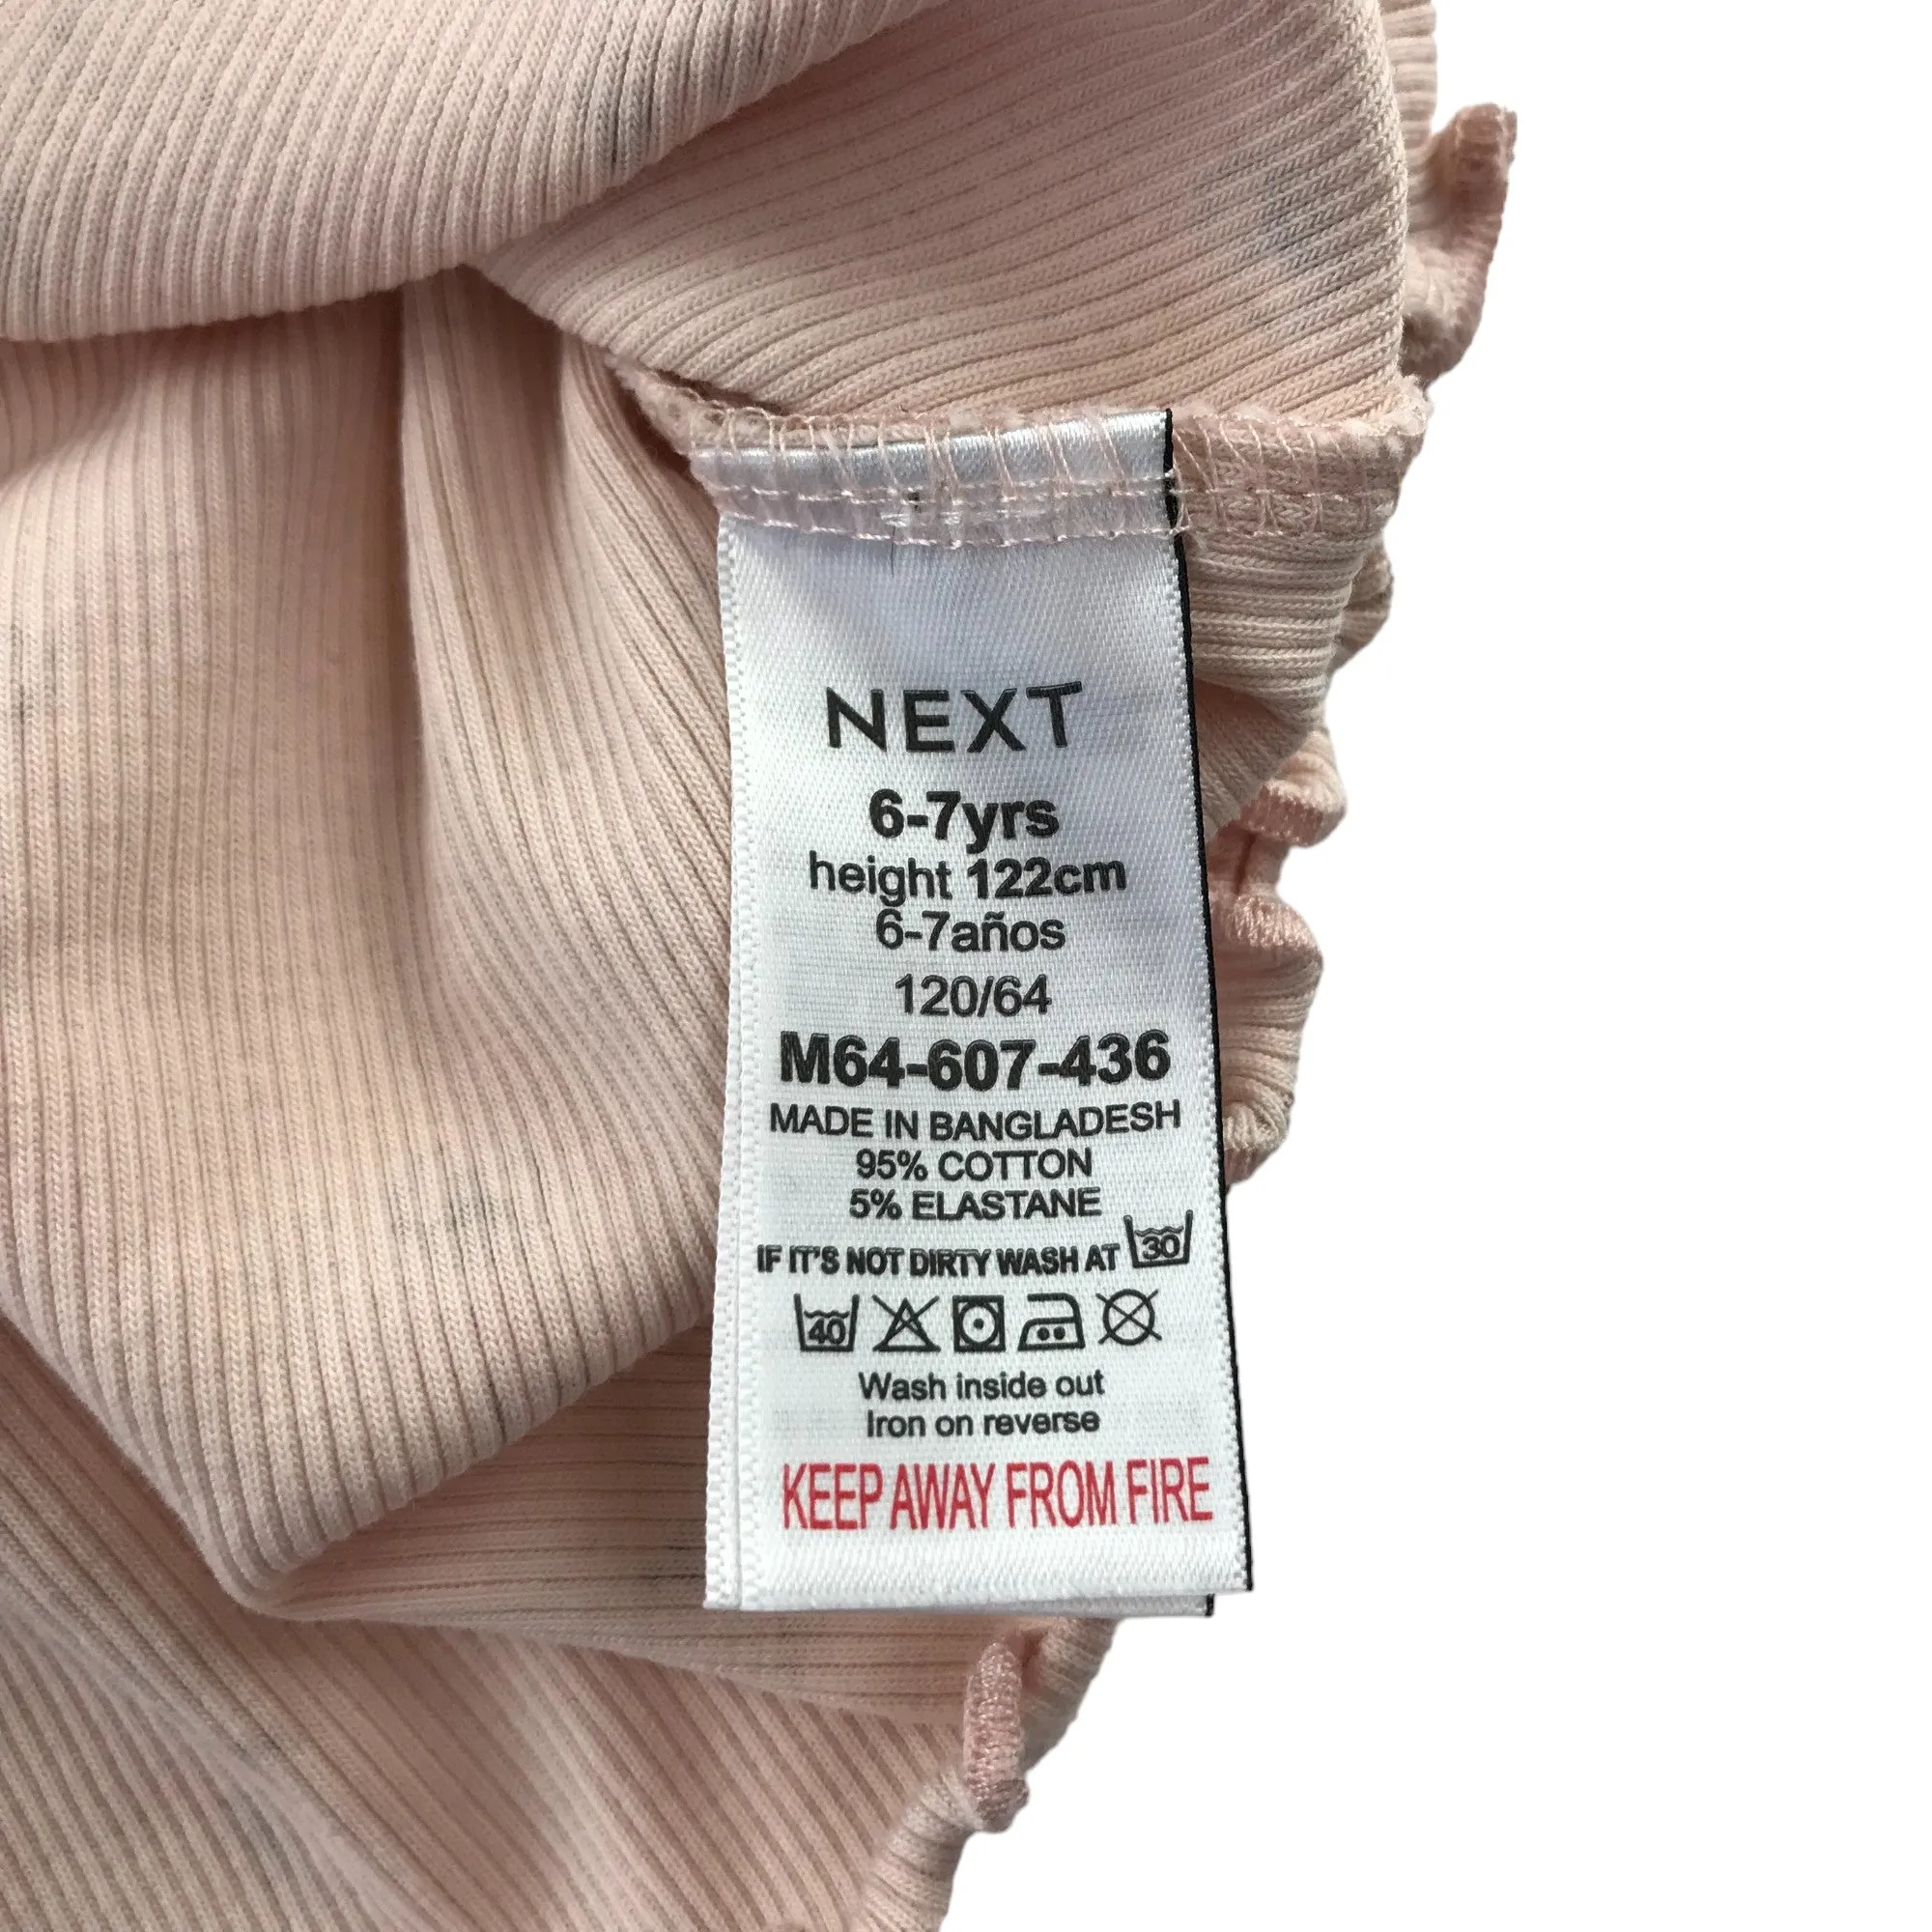 NEXT
6-7yrs
height 122cm
6-7años
120/64
M64-607-436
MADE IN BANGLADESH
95% COTTON
5% ELASTANE
IF IT'S NOT DIRTY WASH AT 30
40
Wash inside out
Iron on reverse
KEEP AWAY FROM FIRE